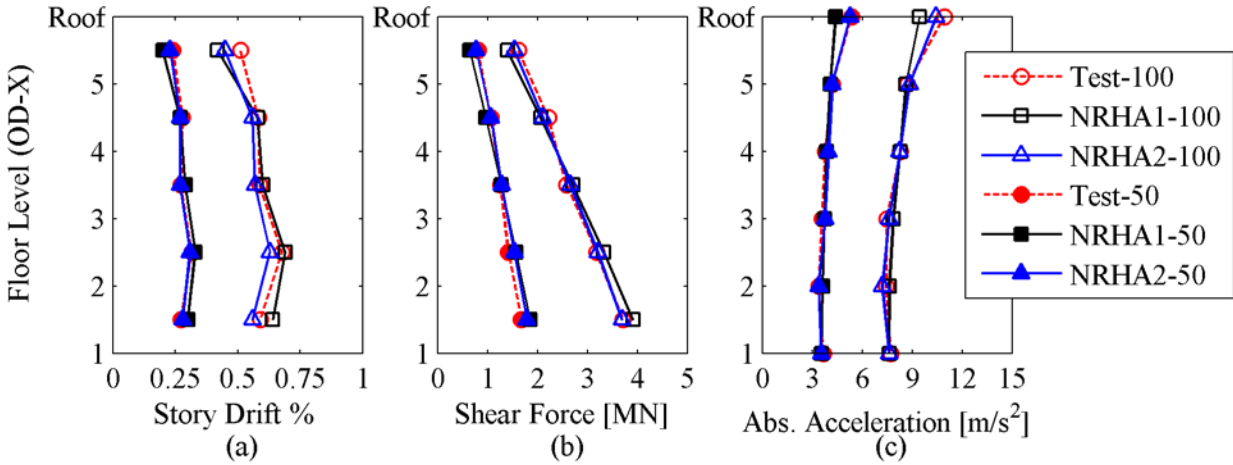 Floor Level (OD-X)
Roof
5
4
3
2
1
0
0.25
0.5
0.75
1
Story Drift %
(a)
Roof
5
4
3
2
1
0
1
2
3
4
5
Shear Force [MN]
(b)
Roof
5
4
3
2
1
0
3
6
9
12
15
Abs. Acceleration [m/s²]
(c)
Test-100
NRHA1-100
NRHA2-100
Test-50
NRHA1-50
NRHA2-50